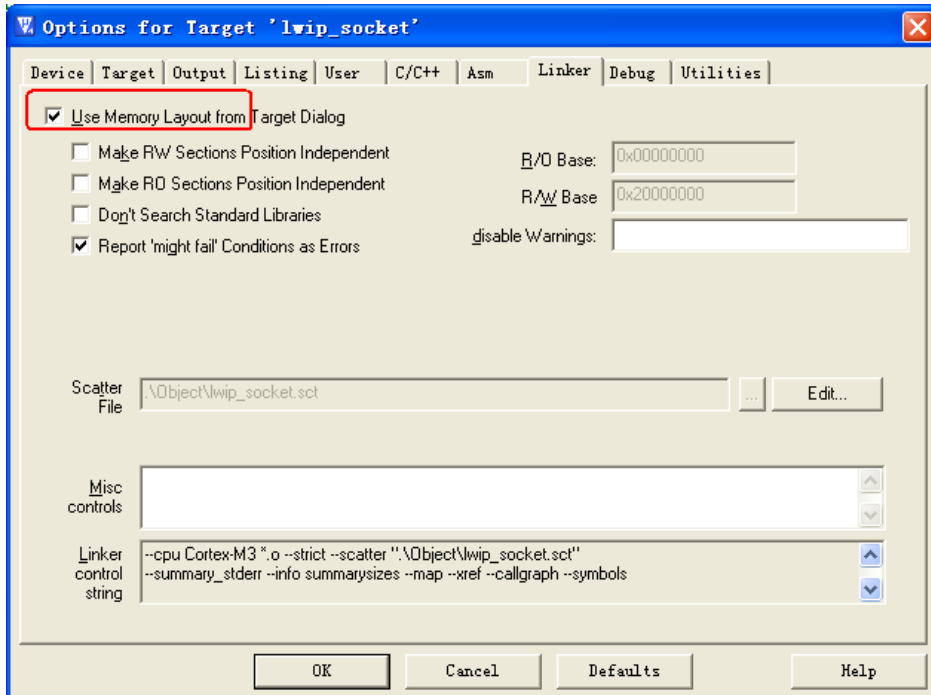 Options for Target 'lwip_socket'
Device Target Output Listing User C/C++ Asm Linker Debug Utilities
Use Memory Layout from Target Dialog
Make RW Sections Position Independent
Make RO Sections Position Independent
Don't Search Standard Libraries
Report 'might fail' Conditions as Errors
R/O Base: 0x00000000
R/W Base 0x20000000
disable Warnings:
Scatter File
.\Object\lwip_socket.sct
... Edit...
Misc controls
Linker control string
--cpu Cortex-M3 *.o --strict --scatter ".\Object\lwip_socket.sct"
--summary_stderr --info summarysizes --map --xref --callgraph --symbols
OK Cancel Defaults Help